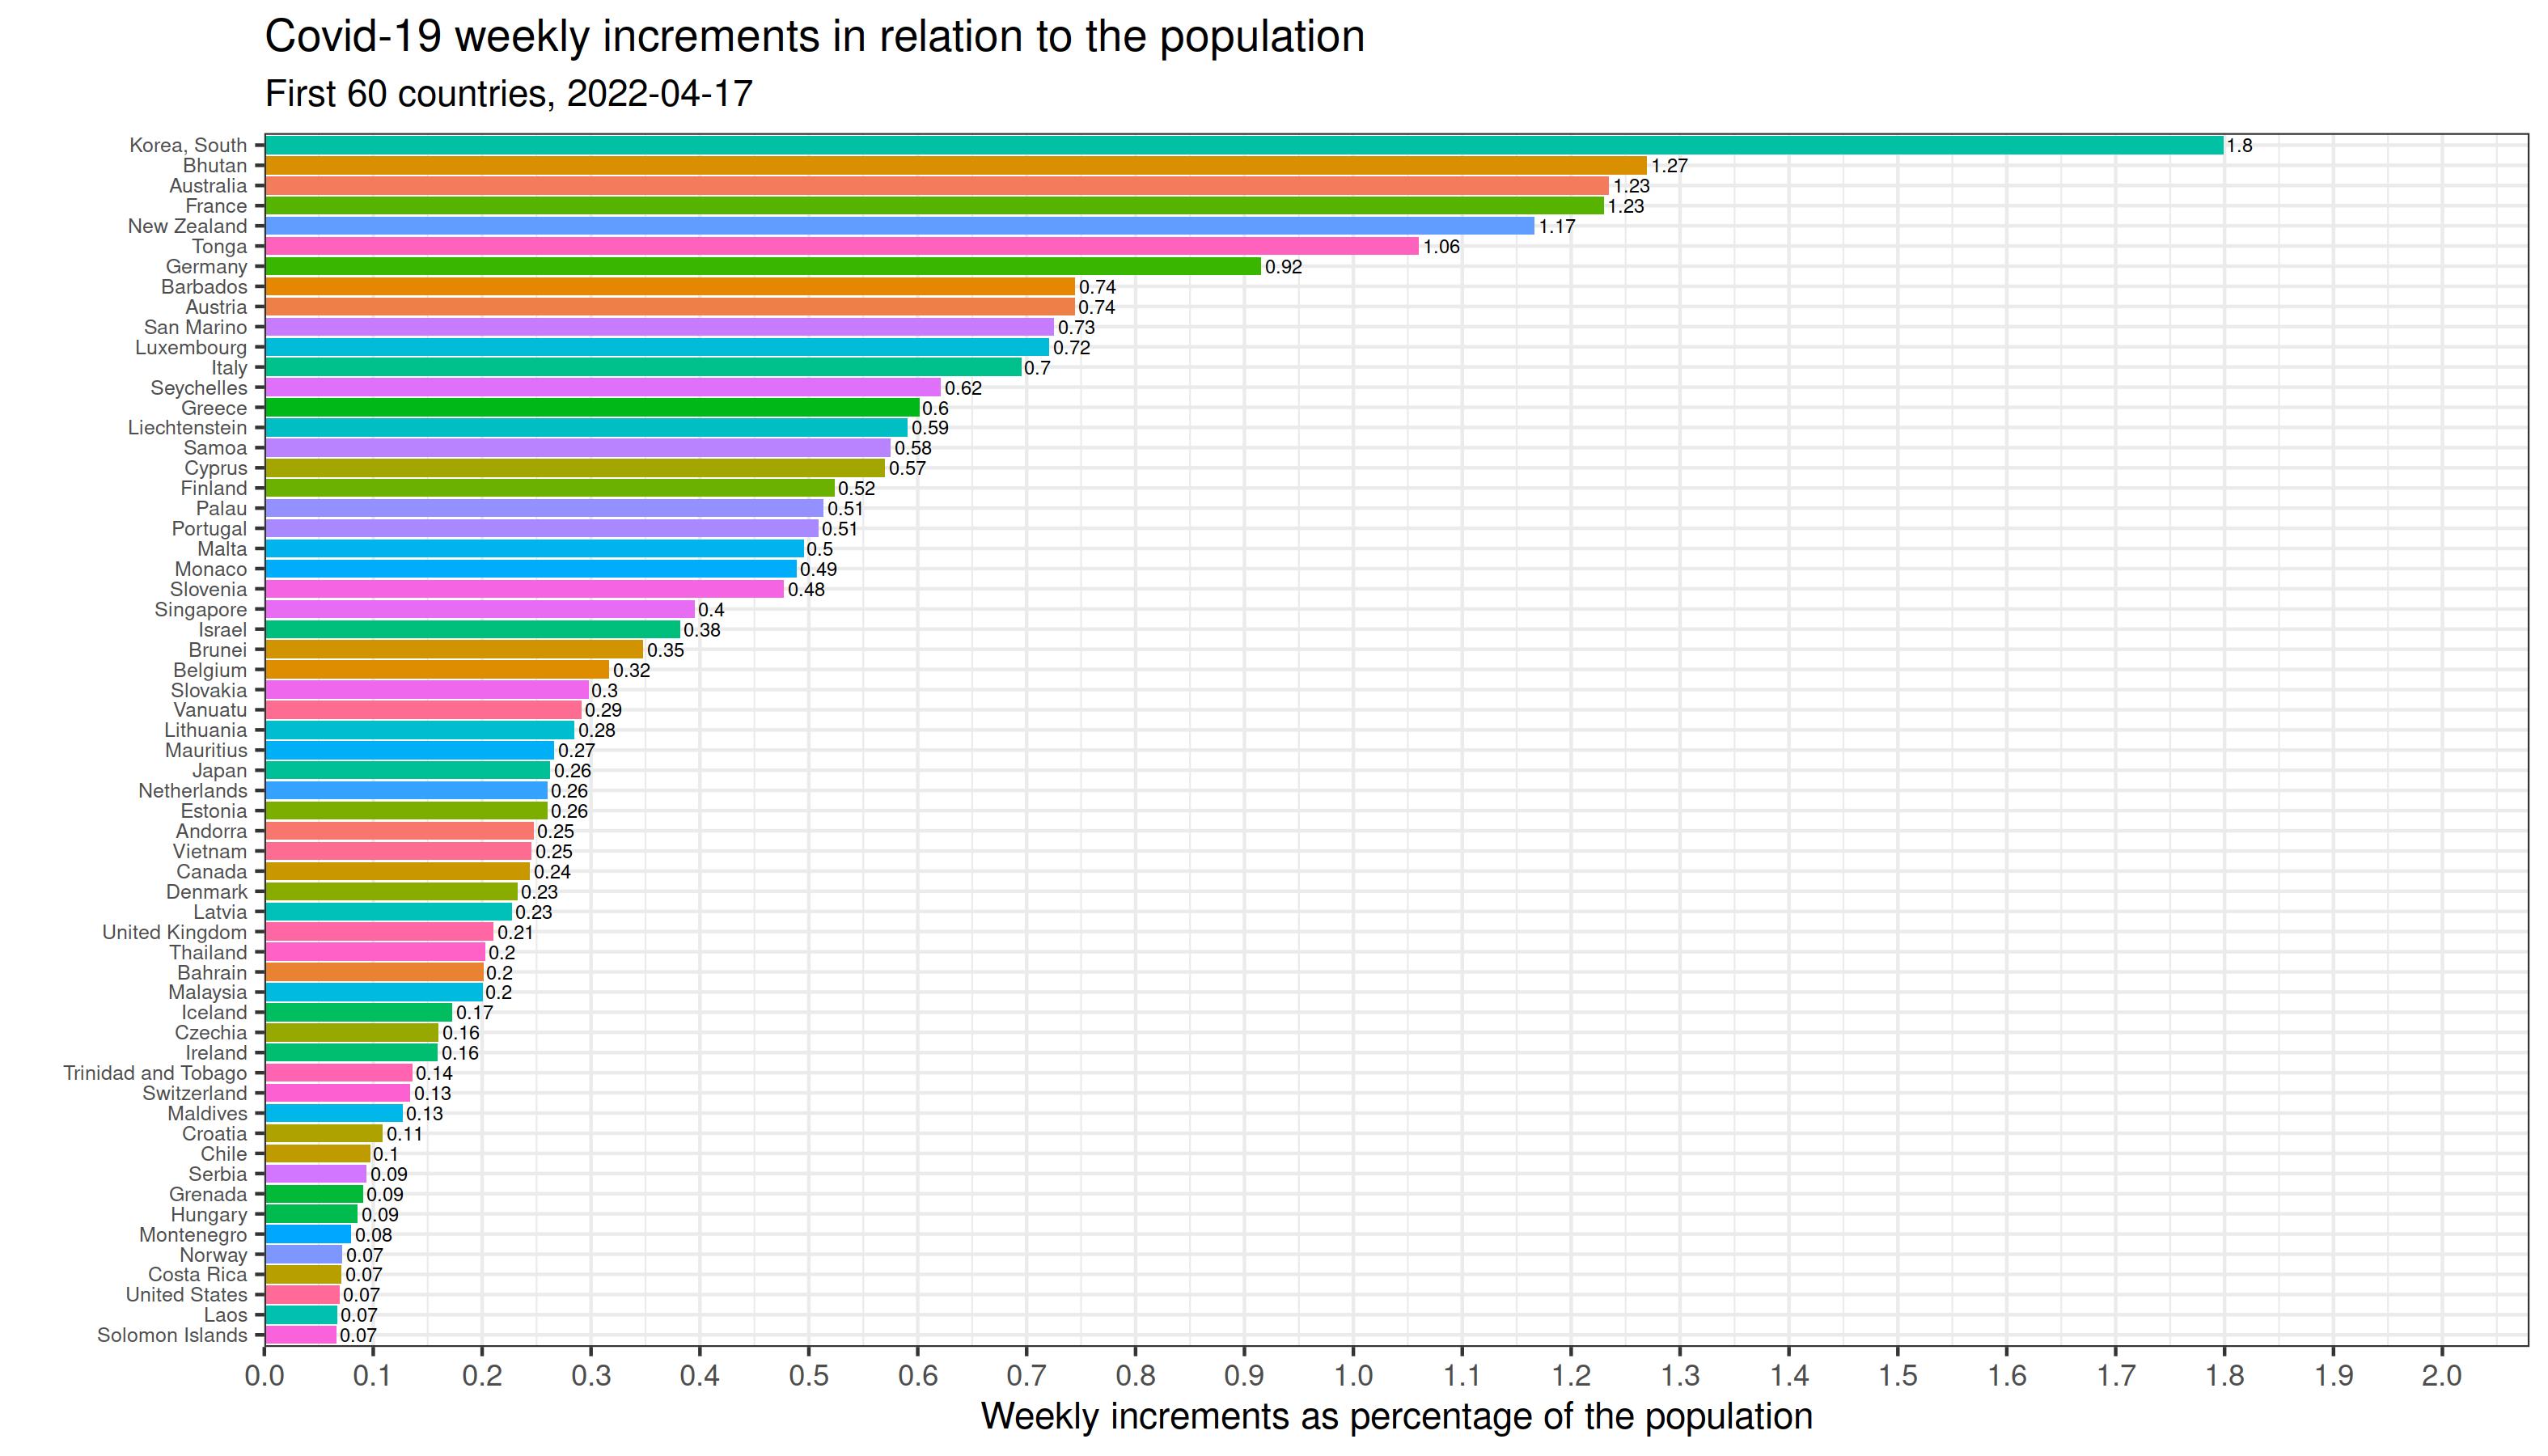 Covid-19 weekly increments in relation to the population
First 60 countries, 2022-04-17
Korea, South 1.8
Bhutan 1.27
Australia 1.23
France 1.23
New Zealand 1.17
Tonga 1.06
Germany 0.92
Barbados 0.74
Austria 0.74
San Marino 0.73
Luxembourg 0.72
Italy 0.7
Seychelles 0.62
Greece 0.6
Liechtenstein 0.59
Samoa 0.58
Cyprus 0.57
Finland 0.52
Palau 0.51
Portugal 0.51
Malta 0.5
Monaco 0.49
Slovenia 0.48
Singapore 0.4
Israel 0.38
Brunei 0.35
Belgium 0.32
Slovakia 0.3
Vanuatu 0.29
Lithuania 0.28
Mauritius 0.27
Japan 0.26
Netherlands 0.26
Estonia 0.26
Andorra 0.25
Vietnam 0.25
Canada 0.24
Denmark 0.23
Latvia 0.23
United Kingdom 0.21
Thailand 0.2
Bahrain 0.2
Malaysia 0.2
Iceland 0.17
Czechia 0.16
Ireland 0.16
Trinidad and Tobago 0.14
Switzerland 0.13
Maldives 0.13
Croatia 0.11
Chile 0.1
Serbia 0.09
Grenada 0.09
Hungary 0.09
Montenegro 0.08
Norway 0.07
Costa Rica 0.07
United States 0.07
Laos 0.07
Solomon Islands 0.07
0.0 0.1 0.2 0.3 0.4 0.5 0.6 0.7 0.8 0.9 1.0 1.1 1.2 1.3 1.4 1.5 1.6 1.7 1.8 1.9 2.0
Weekly increments as percentage of the population